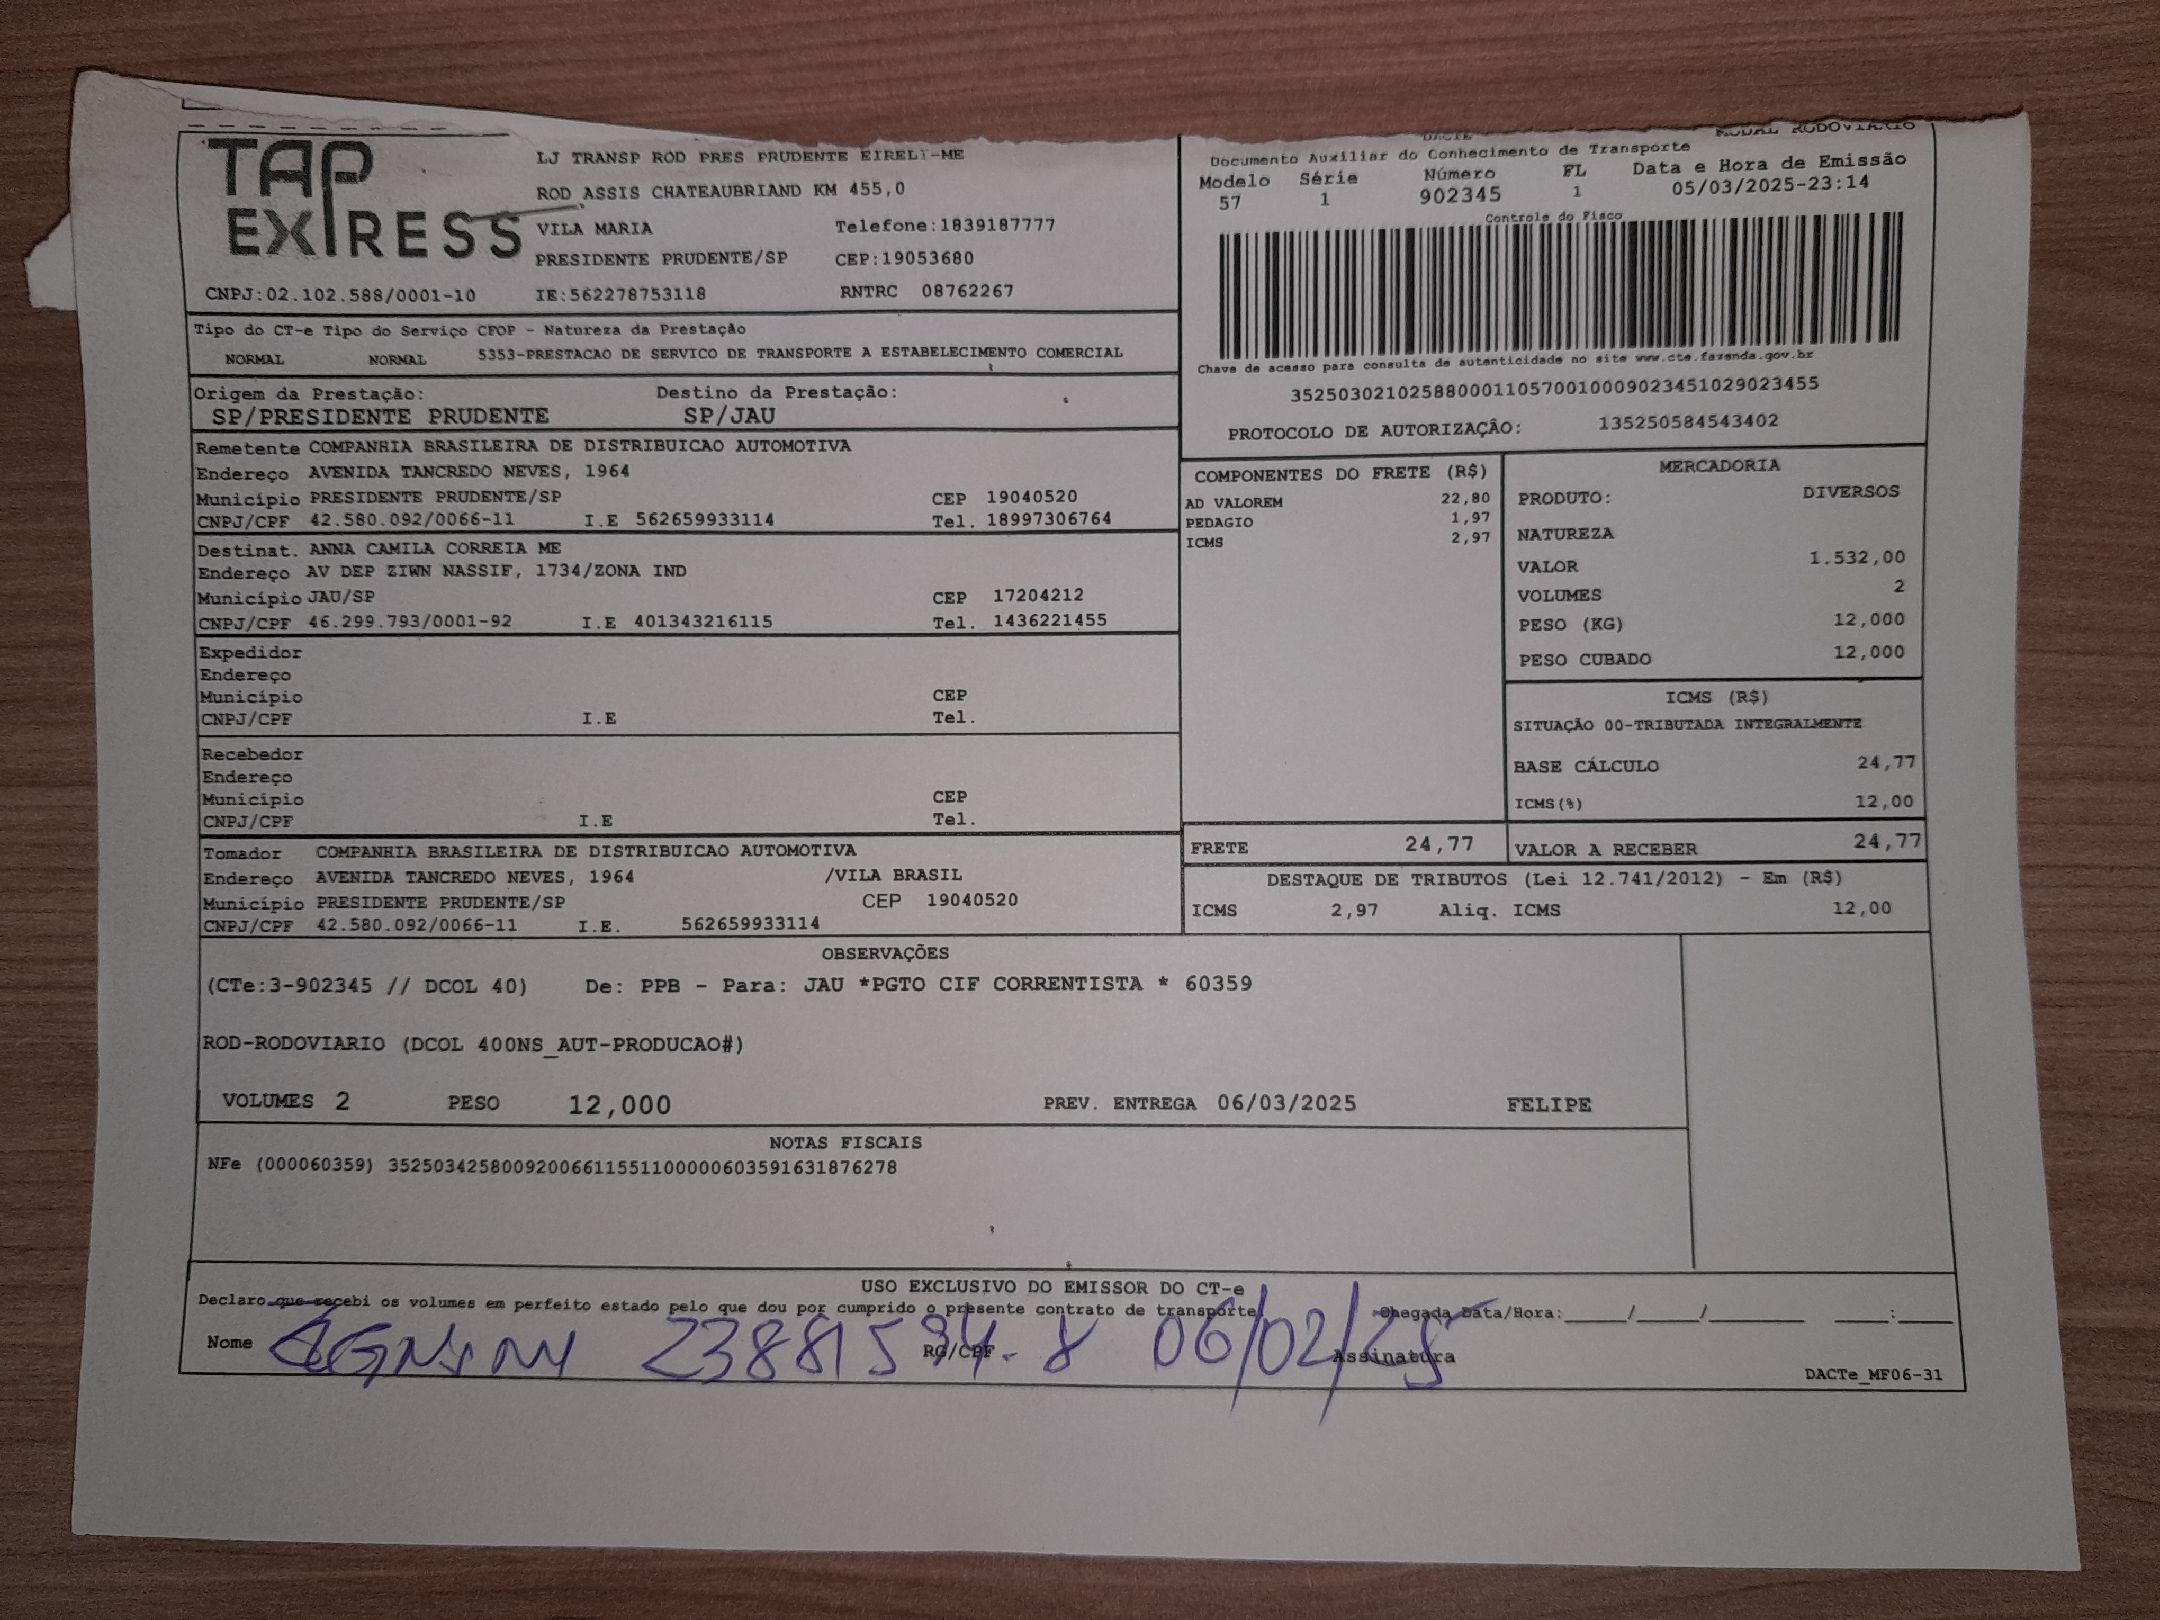 DACTE MODAL RODOVIARIO
TAP EXPRESS
LJ TRANSP ROD PRES PRUDENTE EIRELI-ME
ROD ASSIS CHATEAUBRIAND KM 455,0
VILA MARIA Telefone:1839187777
PRESIDENTE PRUDENTE/SP CEP:19053680
CNPJ:02.102.588/0001-10 IE:562278753118 RNTRC 08762267
Documento Auxiliar do Conhecimento de Transporte
Modelo Série Número FL Data e Hora de Emissão
57 1 902345 1 05/03/2025-23:14
Controle do Fisco
Chave de acesso para consulta de autenticidade no site www.cte.fazenda.gov.br
35250302102588000110570010009023451029023455
PROTOCOLO DE AUTORIZAÇÃO: 135250584543402
Tipo do CT-e Tipo do Serviço CFOP - Natureza da Prestação
NORMAL NORMAL 5353-PRESTACAO DE SERVICO DE TRANSPORTE A ESTABELECIMENTO COMERCIAL
Origem da Prestação: Destino da Prestação:
SP/PRESIDENTE PRUDENTE SP/JAU
Remetente COMPANHIA BRASILEIRA DE DISTRIBUICAO AUTOMOTIVA
Endereço AVENIDA TANCREDO NEVES, 1964
Município PRESIDENTE PRUDENTE/SP CEP 19040520
CNPJ/CPF 42.580.092/0066-11 I.E 562659933114 Tel. 18997306764
Destinat. ANNA CAMILA CORREIA ME
Endereço AV DEP ZIWN NASSIF, 1734/ZONA IND
Município JAU/SP CEP 17204212
CNPJ/CPF 46.299.793/0001-92 I.E 401343216115 Tel. 1436221455
Expedidor
Endereço
Município CEP
CNPJ/CPF I.E Tel.
Recebedor
Endereço
Município CEP
CNPJ/CPF I.E Tel.
Tomador COMPANHIA BRASILEIRA DE DISTRIBUICAO AUTOMOTIVA
Endereço AVENIDA TANCREDO NEVES, 1964 /VILA BRASIL
Município PRESIDENTE PRUDENTE/SP CEP 19040520
CNPJ/CPF 42.580.092/0066-11 I.E. 562659933114
COMPONENTES DO FRETE (R$)
AD VALOREM 22,80
PEDAGIO 1,97
ICMS 2,97
MERCADORIA
PRODUTO: DIVERSOS
NATUREZA
VALOR 1.532,00
VOLUMES 2
PESO (KG) 12,000
PESO CUBADO 12,000
ICMS (R$)
SITUAÇÃO 00-TRIBUTADA INTEGRALMENTE
BASE CÁLCULO 24,77
ICMS(%) 12,00
FRETE 24,77 VALOR A RECEBER 24,77
DESTAQUE DE TRIBUTOS (Lei 12.741/2012) - Em (R$)
ICMS 2,97 Aliq. ICMS 12,00
OBSERVAÇÕES
(CTe:3-902345 // DCOL 40) De: PPB - Para: JAU *PGTO CIF CORRENTISTA * 60359
ROD-RODOVIARIO (DCOL 400NS_AUT-PRODUCAO#)
VOLUMES 2 PESO 12,000 PREV. ENTREGA 06/03/2025 FELIPE
NOTAS FISCAIS
NFe (000060359) 35250342580092006611551100000603591631876278
USO EXCLUSIVO DO EMISSOR DO CT-e
Declaro que recebi os volumes em perfeito estado pelo que dou por cumprido o presente contrato de transporte Chegada Data/Hora:_____/_____/________ ____:____
Nome RG/CPF 06/02/25 Assinatura
DACTe_MF06-31